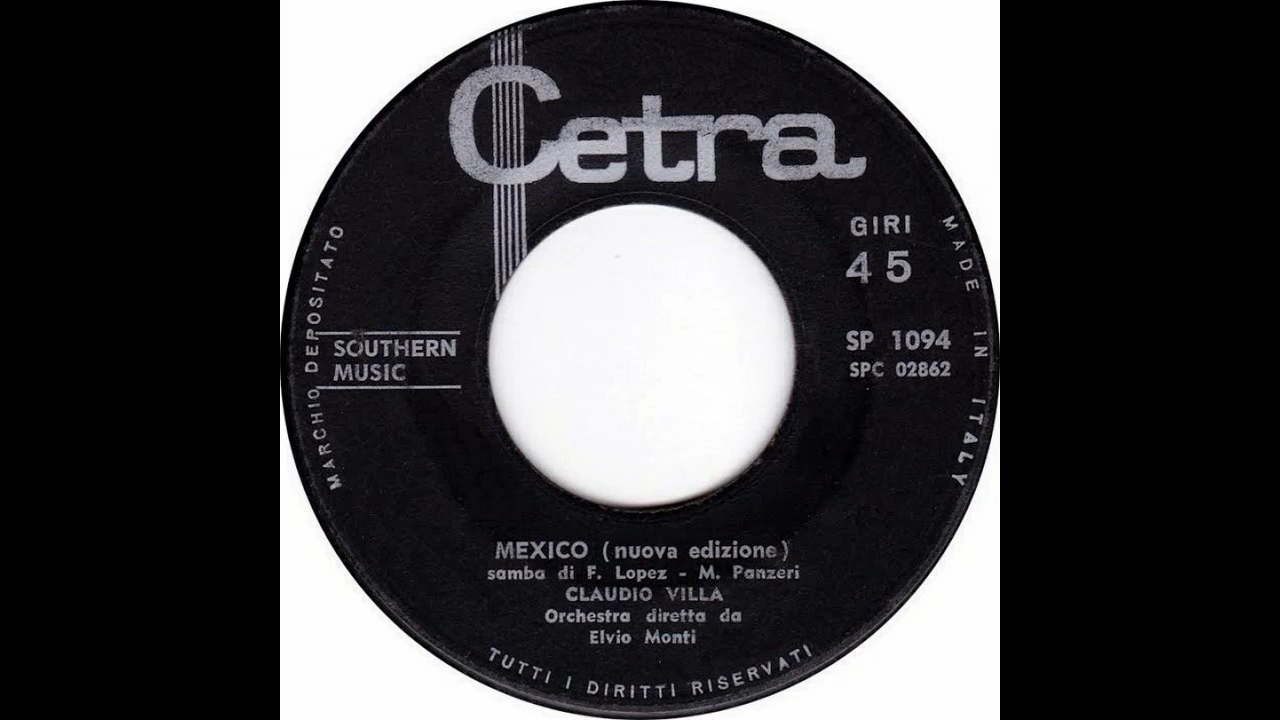 Cetra
GIRI
45
MADE IN ITALY
MARCHIO DEPOSITATO
SOUTHERN
MUSIC
SP 1094
SPC 02862
MEXICO (nuova edizione)
samba di F. Lopez - M. Panzeri
CLAUDIO VILLA
Orchestra diretta da
Elvio Monti
TUTTI I DIRITTI RISERVATI